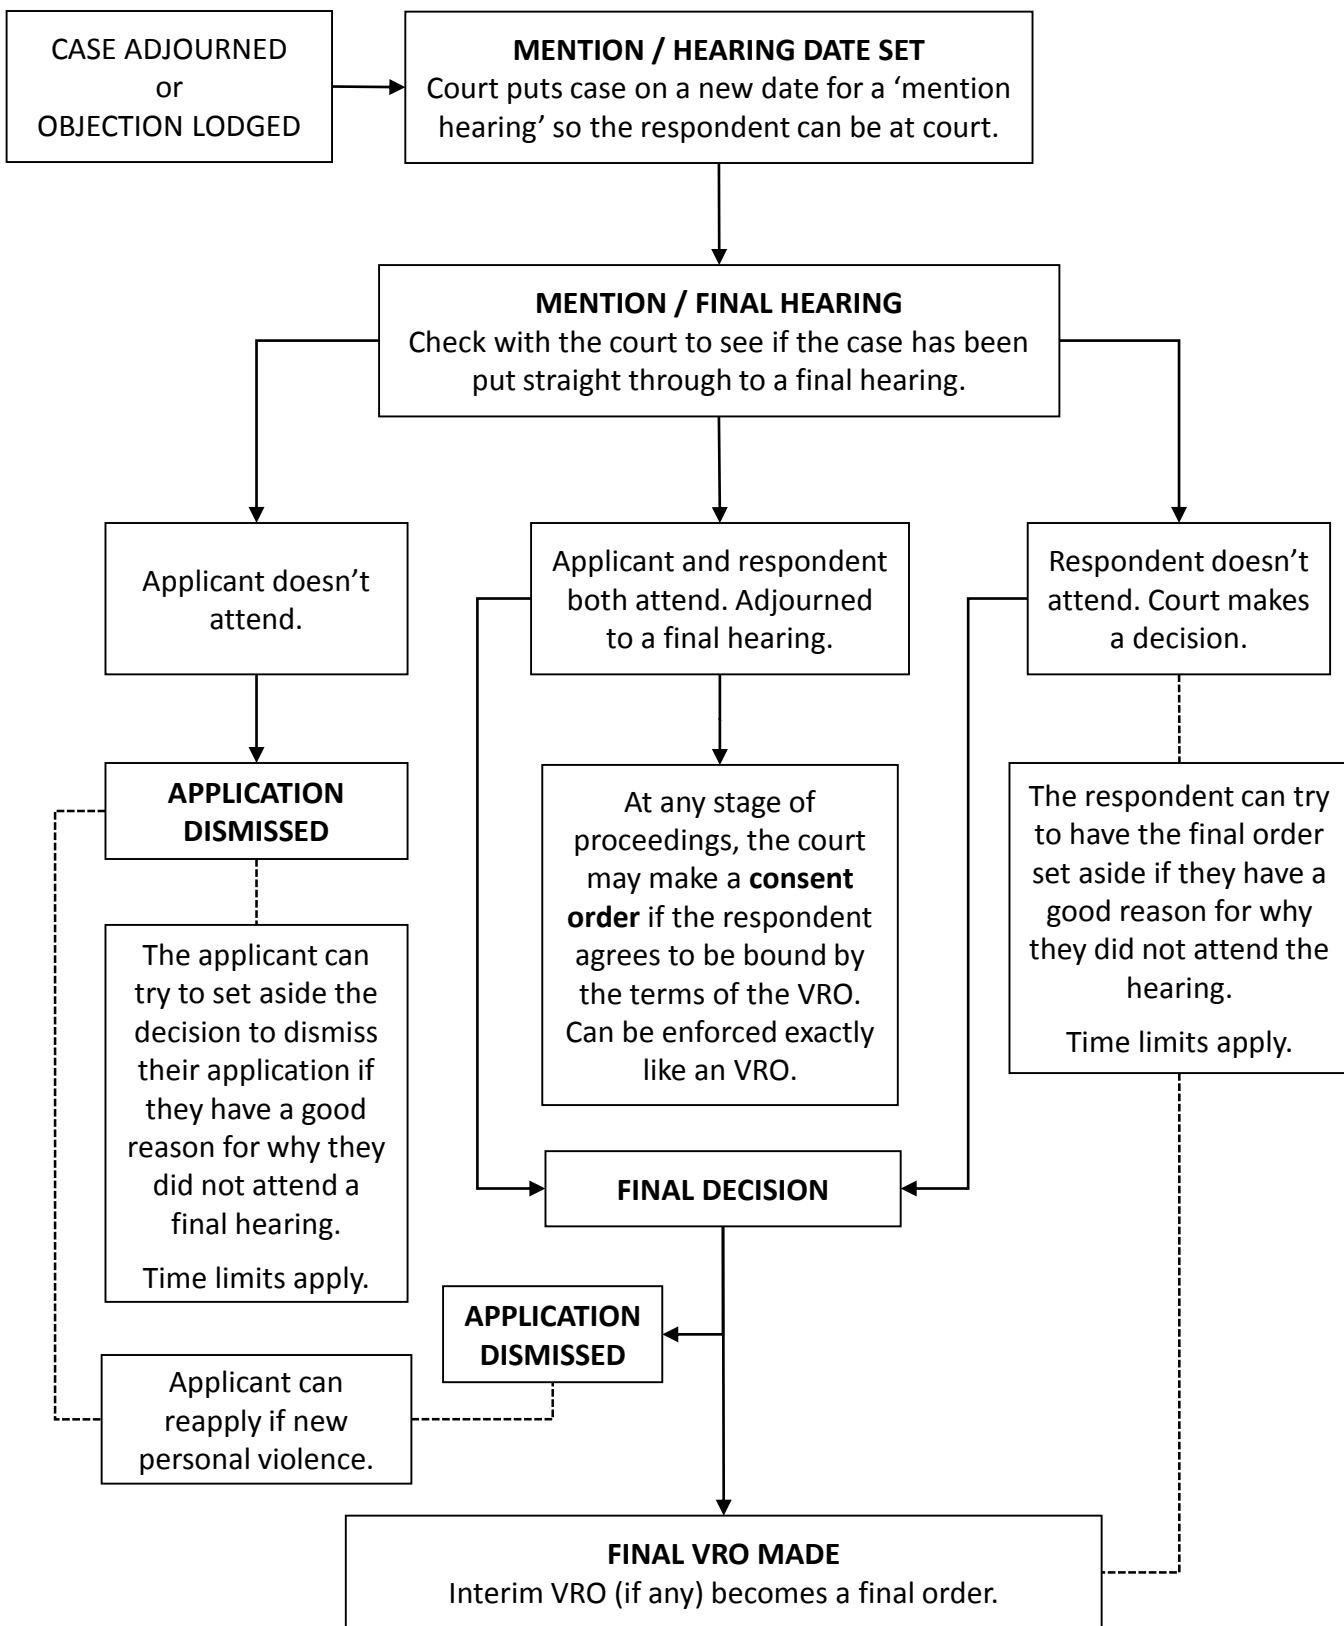 CASE ADJOURNED
or
OBJECTION LODGED
MENTION / HEARING DATE SET
Court puts case on a new date for a ‘mention
hearing’ so the respondent can be at court.
MENTION / FINAL HEARING
Check with the court to see if the case has been
put straight through to a final hearing.
Applicant doesn’t
attend.
Applicant and respondent
both attend. Adjourned
to a final hearing.
Respondent doesn’t
attend. Court makes
a decision.
APPLICATION
DISMISSED
The applicant can
try to set aside the
decision to dismiss
their application if
they have a good
reason for why they
did not attend a
final hearing.
Time limits apply.
At any stage of
proceedings, the court
may make a consent
order if the respondent
agrees to be bound by
the terms of the VRO.
Can be enforced exactly
like an VRO.
The respondent can try
to have the final order
set aside if they have a
good reason for why
they did not attend the
hearing.
Time limits apply.
FINAL DECISION
APPLICATION
DISMISSED
Applicant can
reapply if new
personal violence.
FINAL VRO MADE
Interim VRO (if any) becomes a final order.